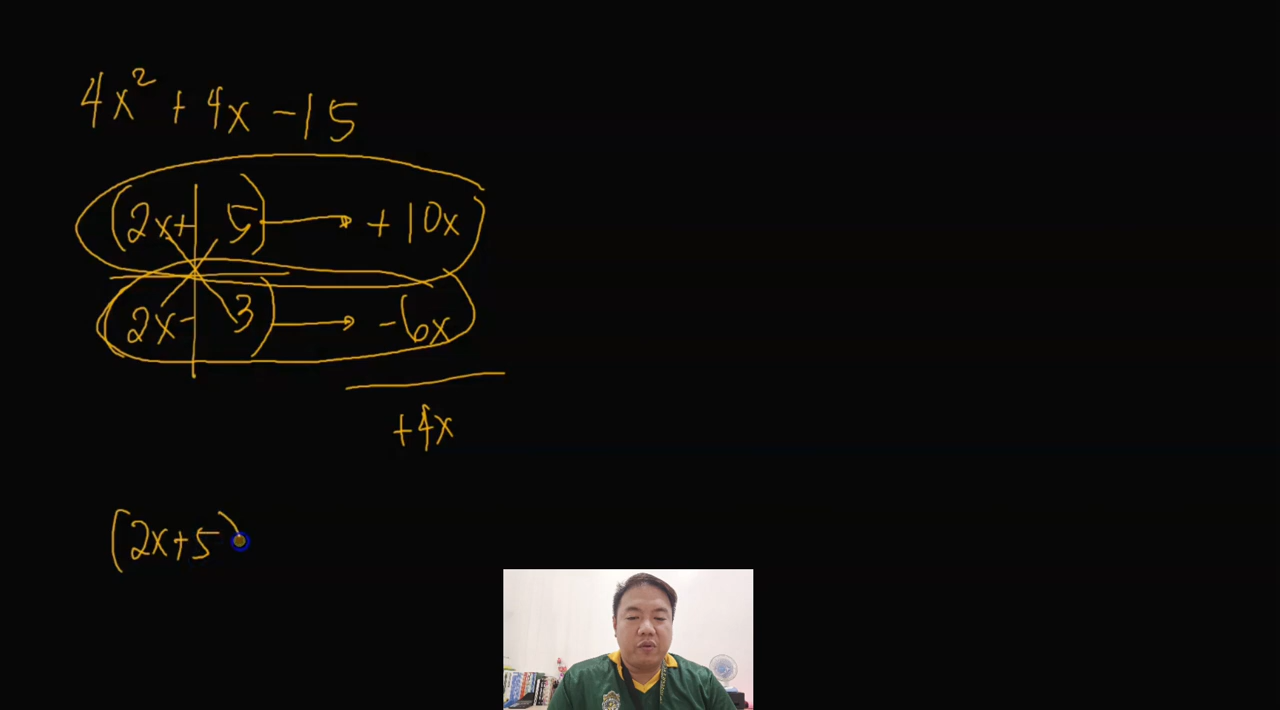 4x² + 4x - 15
(2x + 5) → + 10x
(2x - 3) → - 6x
+4x
(2x+5)